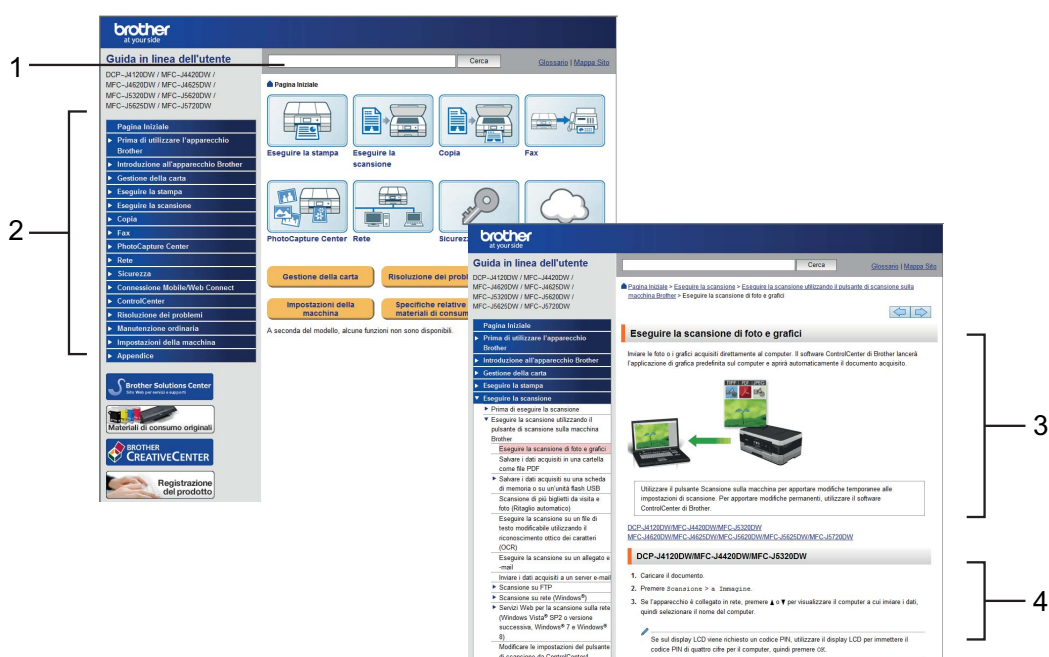 brother
at your side
Guida in linea dell'utente
DCP-J4120DW / MFC-J4420DW /
MFC-J4620DW / MFC-J4625DW /
MFC-J5320DW / MFC-J5620DW /
MFC-J5625DW / MFC-J5720DW
1
Cerca
Glossario | Mappa Sito
2
Pagina Iniziale
Prima di utilizzare l'apparecchio
Brother
Introduzione all'apparecchio Brother
Gestione della carta
Eseguire la stampa
Eseguire la scansione
Copia
Fax
PhotoCapture Center
Rete
Sicurezza
Connessione Mobile/Web Connect
ControlCenter
Risoluzione dei problemi
Manutenzione ordinaria
Impostazioni della macchina
Appendice
Brother Solutions Center
Sito Web per servizi e supporti
Materiali di consumo originali
BROTHER
CREATIVECENTER
Registrazione
del prodotto
Pagina Iniziale
Eseguire la stampa
Eseguire la
scansione
Copia
Fax
PhotoCapture Center
Rete
Gestione della carta
Risoluzione dei
Impostazioni della
macchina
Specifiche relative
materiali di
A seconda del modello, alcune funzioni non sono disponibili.
brother
at your side
Guida in linea dell'utente
DCP-J4120DW / MFC-J4420DW /
MFC-J4620DW / MFC-J4625DW /
MFC-J5320DW / MFC-J5620DW /
MFC-J5625DW / MFC-J5720DW
Cerca
Glossario | Mappa Sito
Pagina Iniziale
Prima di utilizzare l'apparecchio
Brother
Introduzione all'apparecchio Brother
Gestione della carta
Eseguire la stampa
Eseguire la scansione
Prima di eseguire la scansione
Eseguire la scansione utilizzando il
pulsante di scansione sulla macchina
Brother
Eseguire la scansione di foto e grafici
Salvare i dati acquisiti in una cartella
come file PDF
Salvare i dati acquisiti su una scheda
di memoria o su un'unità flash USB
Scansione di più biglietti da visita e
foto (Ritaglio automatico)
Eseguire la scansione su un file di
testo modificabile utilizzando il
riconoscimento ottico dei caratteri
(OCR)
Eseguire la scansione su un allegato e
-mail
Inviare i dati acquisiti a un server e-mail
Scansione su FTP
Scansione su rete (Windows®)
Servizi Web per la scansione sulla rete
(Windows Vista® SP2 o versione
successiva, Windows® 7 e Windows®
8)
Modificare le impostazioni del pulsante
di scansione da ControlCenter4
Pagina Iniziale > Eseguire la scansione > Eseguire la scansione utilizzando il pulsante di scansione sulla
macchina Brother > Eseguire la scansione di foto e grafici
Eseguire la scansione di foto e grafici
Inviare le foto o i grafici acquisiti direttamente al computer. Il software ControlCenter di Brother lancerà
l'applicazione di grafica predefinita sul computer e aprirà automaticamente il documento acquisito.
TIFF PDF JPEG
3
Utilizzare il pulsante Scansione sulla macchina per apportare modifiche temporanee alle
impostazioni di scansione. Per apportare modifiche permanenti, utilizzare il software
ControlCenter di Brother.
DCP-J4120DW/MFC-J4420DW/MFC-J5320DW
MFC-J4620DW/MFC-J4625DW/MFC-J5620DW/MFC-J5625DW/MFC-J5720DW
DCP-J4120DW/MFC-J4420DW/MFC-J5320DW
1. Caricare il documento.
2. Premere Scansione > a Immagine.
3. Se l'apparecchio è collegato in rete, premere ▲ o ▼ per visualizzare il computer a cui inviare i dati,
quindi selezionare il nome del computer.
4
Se sul display LCD viene richiesto un codice PIN, utilizzare il display LCD per immettere il
codice PIN di quattro cifre per il computer, quindi premere OK.